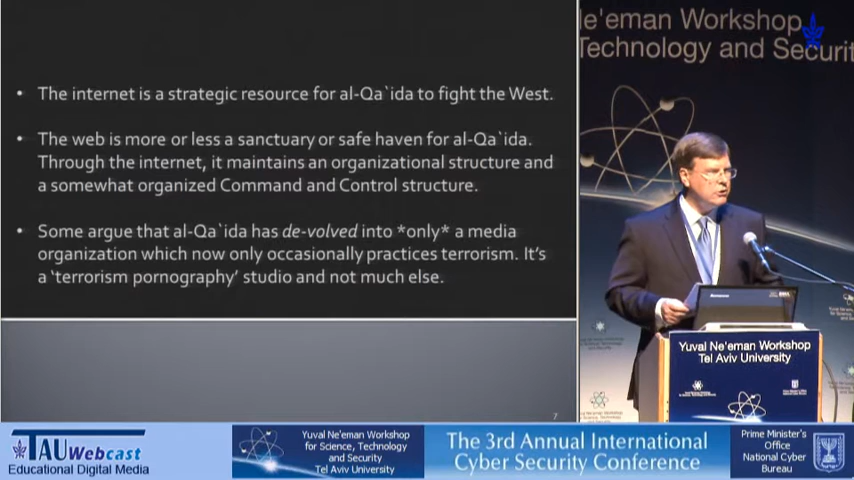 • The internet is a strategic resource for al-Qa`ida to fight the West.
• The web is more or less a sanctuary or safe haven for al-Qa`ida.
Through the internet, it maintains an organizational structure and
a somewhat organized Command and Control structure.
• Some argue that al-Qa`ida has de-volved into *only* a media
organization which now only occasionally practices terrorism. It's
a 'terrorism pornography' studio and not much else.
7
Ne'eman Workshop
Technology and Securit
Yuval Ne'eman Workshop
Tel Aviv University
TAU Webcast
Educational Digital Media
Yuval Ne'eman Workshop
for Science, Technology
and Security
Tel Aviv University
The 3rd Annual International
Cyber Security Conference
Prime Minister's
Office
National Cyber
Bureau